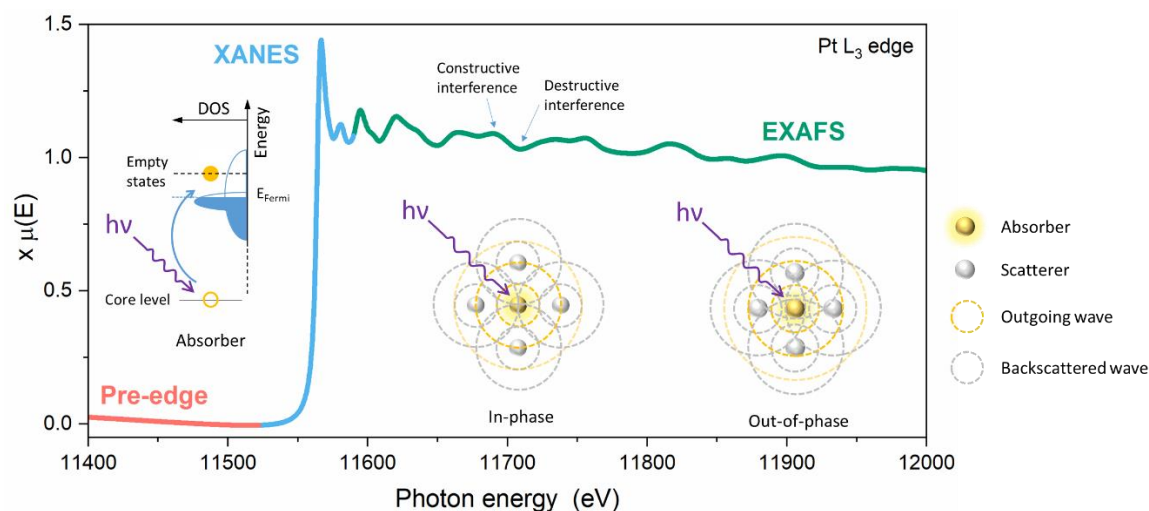 1.5
1.0
0.5
0.0
x μ(E)
11400
11500
11600
11700
11800
11900
12000
Photon energy (eV)
XANES
Pt L₃ edge
Constructive
interference
Destructive
interference
EXAFS
DOS
Energy
Empty
states
E_Fermi
hν
Core level
Absorber
Pre-edge
hν
In-phase
hν
Out-of-phase
Absorber
Scatterer
Outgoing wave
Backscattered wave